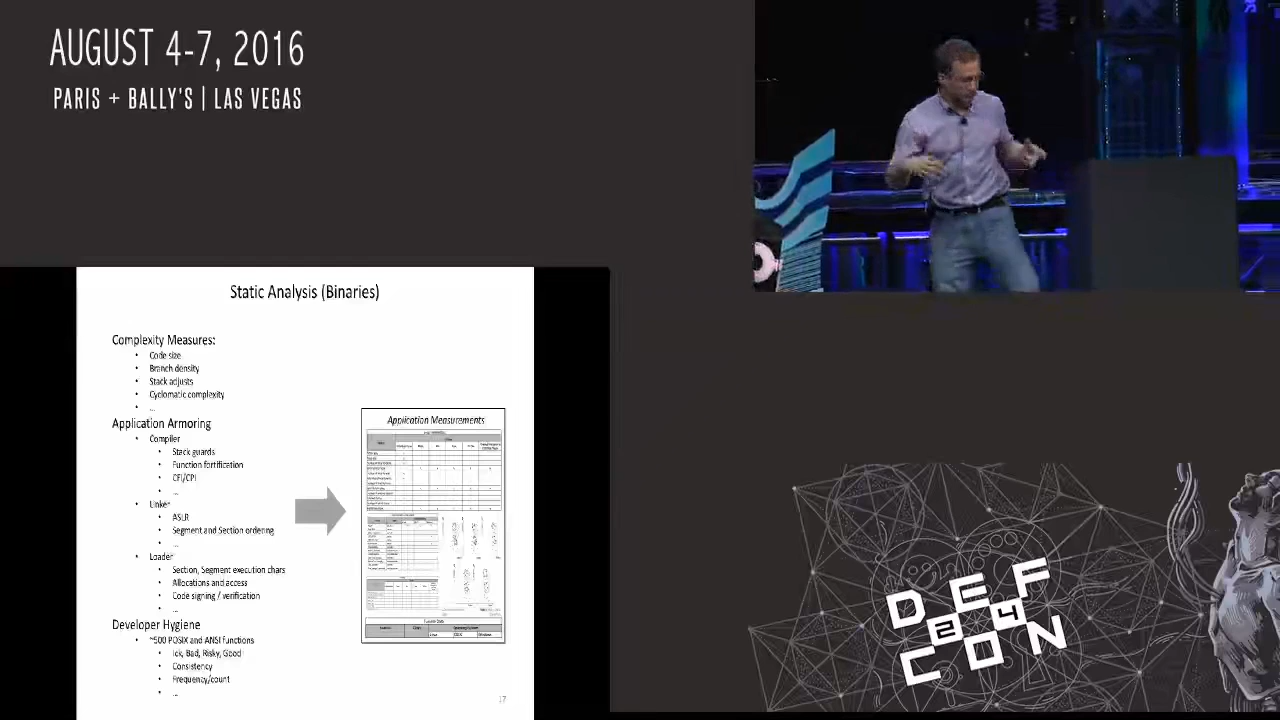 AUGUST 4-7, 2016
PARIS + BALLY'S | LAS VEGAS
Static Analysis (Binaries)
Complexity Measures:
• Code size
• Branch density
• Stack adjusts
• Cyclomatic complexity
• ...
Application Armoring
• Compiler
• Stack guards
• Function fortification
• CFI/CPI
• ...
• Linker
• ASLR
• Segment and Section ordering
• ...
• Loader
• Section, Segment execution chars
• Allocations and access
• Code signing / verification
Developer Hygiene
• ~500 POSIX and ANSI functions
• Ick, Bad, Risky, Good
• Consistency
• Frequency/count
• ...
Application Measurements
17
DEF
24
CON